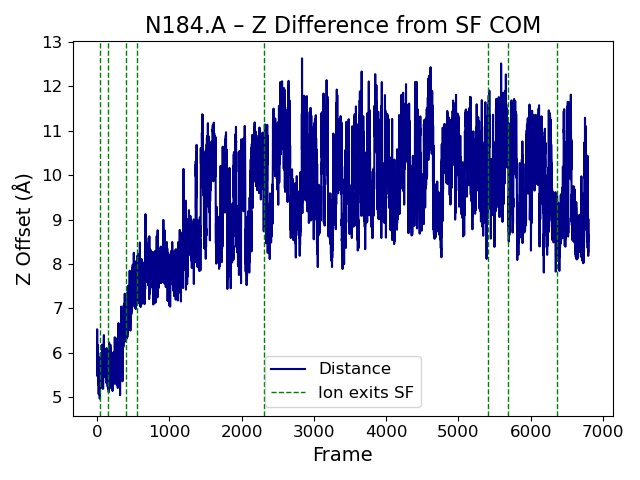 N184.A – Z Difference from SF COM
Z Offset (Å)
13
12
11
10
9
8
7
6
5
Distance
Ion exits SF
0 1000 2000 3000 4000 5000 6000 7000
Frame